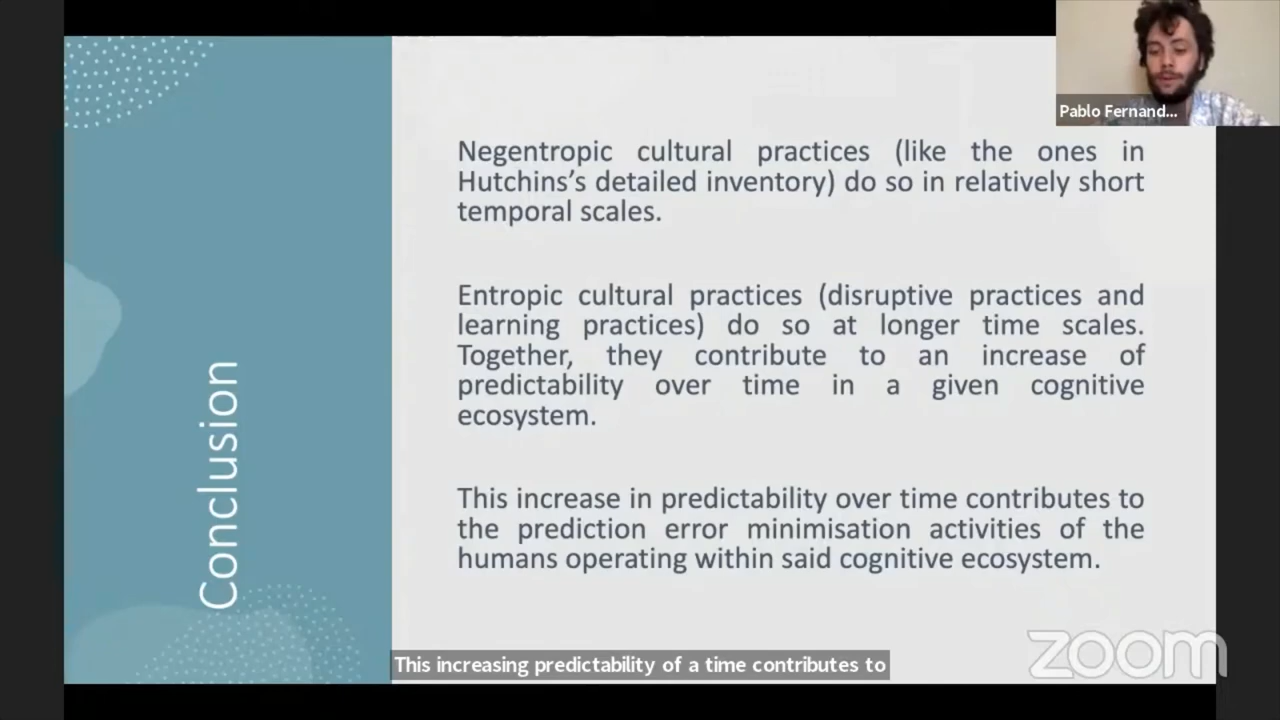 Pablo Fernand...
Negentropic cultural practices (like the ones in
Hutchins's detailed inventory) do so in relatively short
temporal scales.
Entropic cultural practices (disruptive practices and
learning practices) do so at longer time scales.
Together, they contribute to an increase of
predictability over time in a given cognitive
ecosystem.
This increase in predictability over time contributes to
the prediction error minimisation activities of the
humans operating within said cognitive ecosystem.
Conclusion
This increasing predictability of a time contributes to
zoom